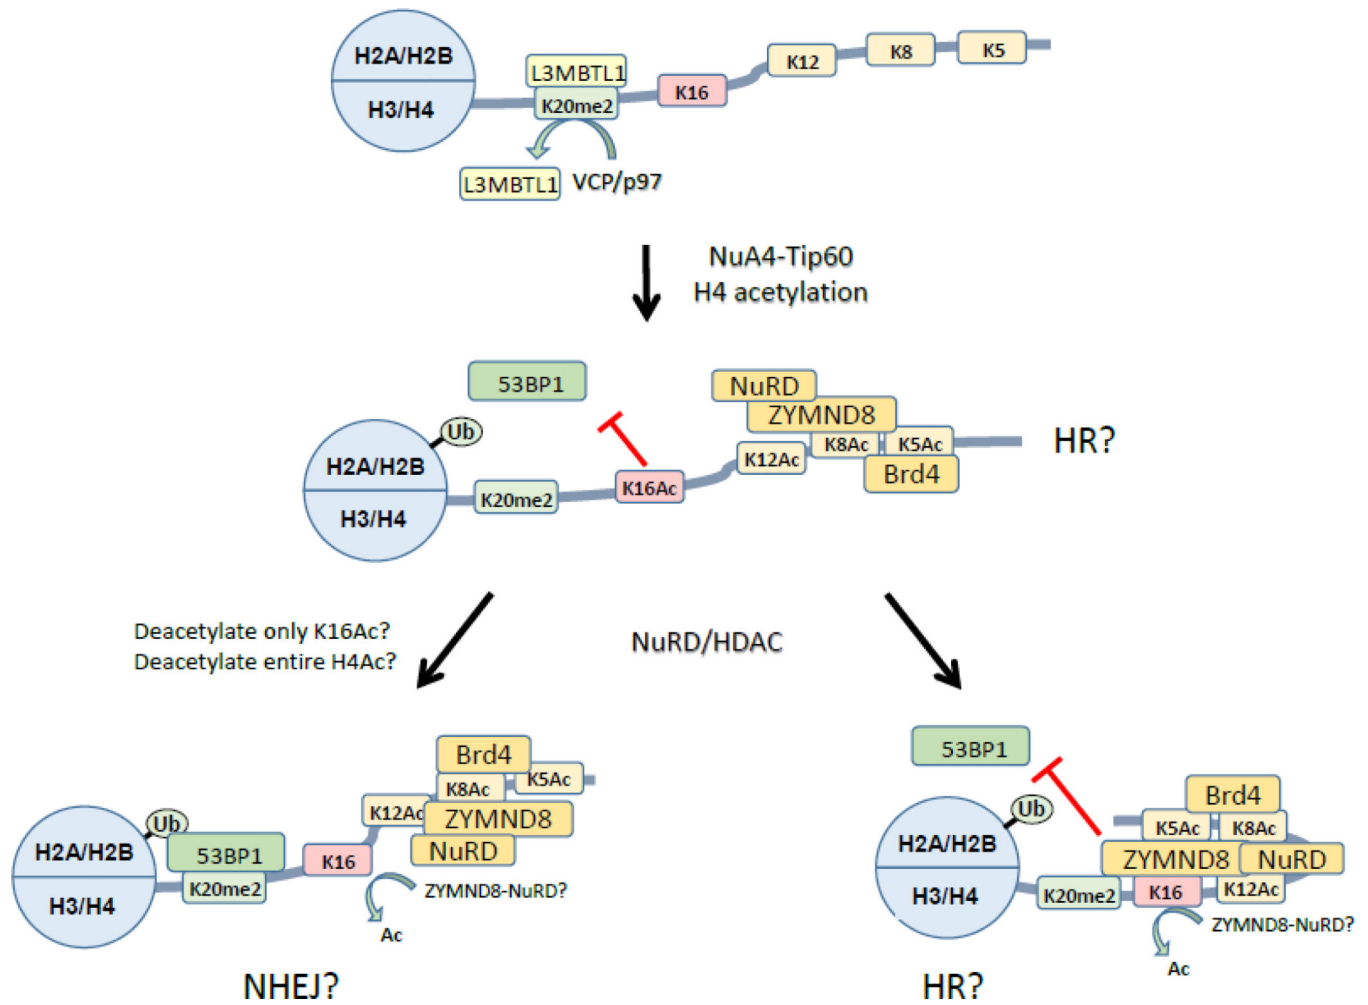 H2A/H2B
H3/H4
L3MBTL1
K20me2
K16
K12
K8
K5
L3MBTL1
VCP/p97
NuA4-Tip60
H4 acetylation
53BP1
NuRD
ZYMND8
Ub
H2A/H2B
H3/H4
K20me2
K16Ac
K12Ac
K8Ac
K5Ac
Brd4
HR?
Deacetylate only K16Ac?
Deacetylate entire H4Ac?
NuRD/HDAC
Brd4
K5Ac
K8Ac
K12Ac
ZYMND8
NuRD
Ub
53BP1
H2A/H2B
H3/H4
K20me2
K16
ZYMND8-NuRD?
Ac
NHEJ?
53BP1
Ub
Brd4
K5Ac
K8Ac
H2A/H2B
H3/H4
ZYMND8
NuRD
K20me2
K16
K12Ac
ZYMND8-NuRD?
Ac
HR?